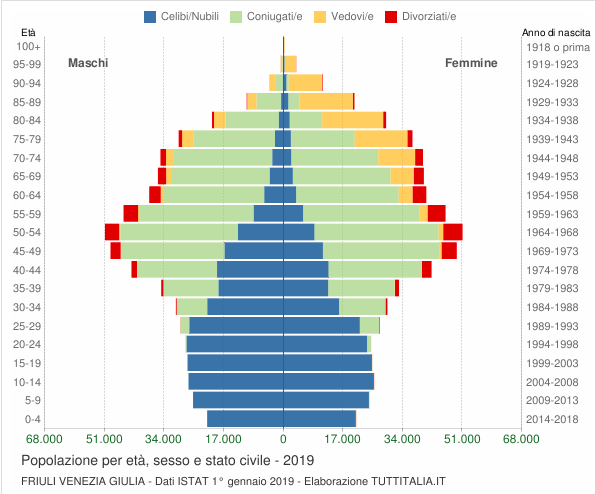 Celibi/Nubili Coniugati/e Vedovi/e Divorziati/e
Età Anno di nascita
Maschi Femmine
100+ 1918 o prima
95-99 1919-1923
90-94 1924-1928
85-89 1929-1933
80-84 1934-1938
75-79 1939-1943
70-74 1944-1948
65-69 1949-1953
60-64 1954-1958
55-59 1959-1963
50-54 1964-1968
45-49 1969-1973
40-44 1974-1978
35-39 1979-1983
30-34 1984-1988
25-29 1989-1993
20-24 1994-1998
15-19 1999-2003
10-14 2004-2008
5-9 2009-2013
0-4 2014-2018
68.000 51.000 34.000 17.000 0 17.000 34.000 51.000 68.000
Popolazione per età, sesso e stato civile - 2019
FRIULI VENEZIA GIULIA - Dati ISTAT 1° gennaio 2019 - Elaborazione TUTTITALIA.IT